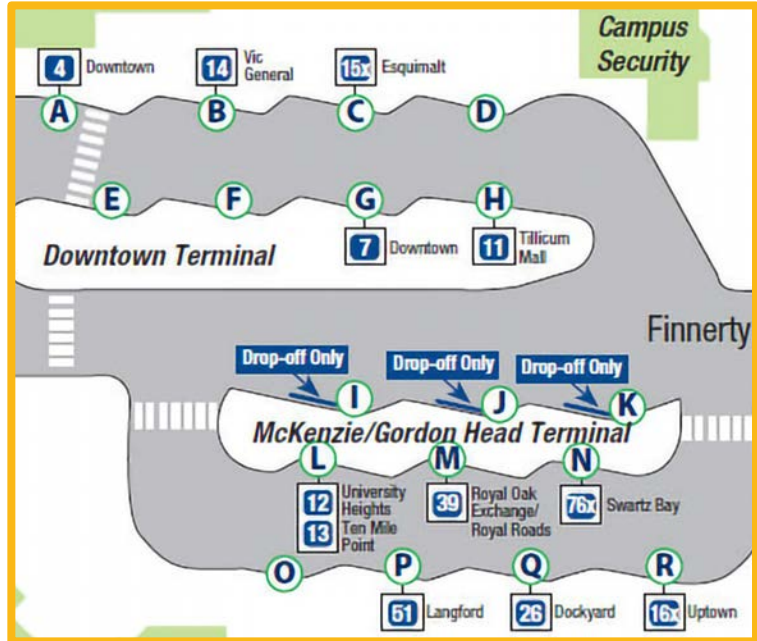 Campus
Security
4 Downtown
14 Vic
General
15x Esquimalt
A
B
C
D
E
F
G
H
Downtown Terminal
7 Downtown
11 Tillicum
Mall
Finnerty
Drop-off Only
Drop-off Only
Drop-off Only
I
J
K
McKenzie/Gordon Head Terminal
L
M
N
12 University
Heights
13 Ten Mile
Point
39 Royal Oak
Exchange/
Royal Roads
76x Swartz Bay
O
P
Q
R
51 Langford
26 Dockyard
16x Uptown